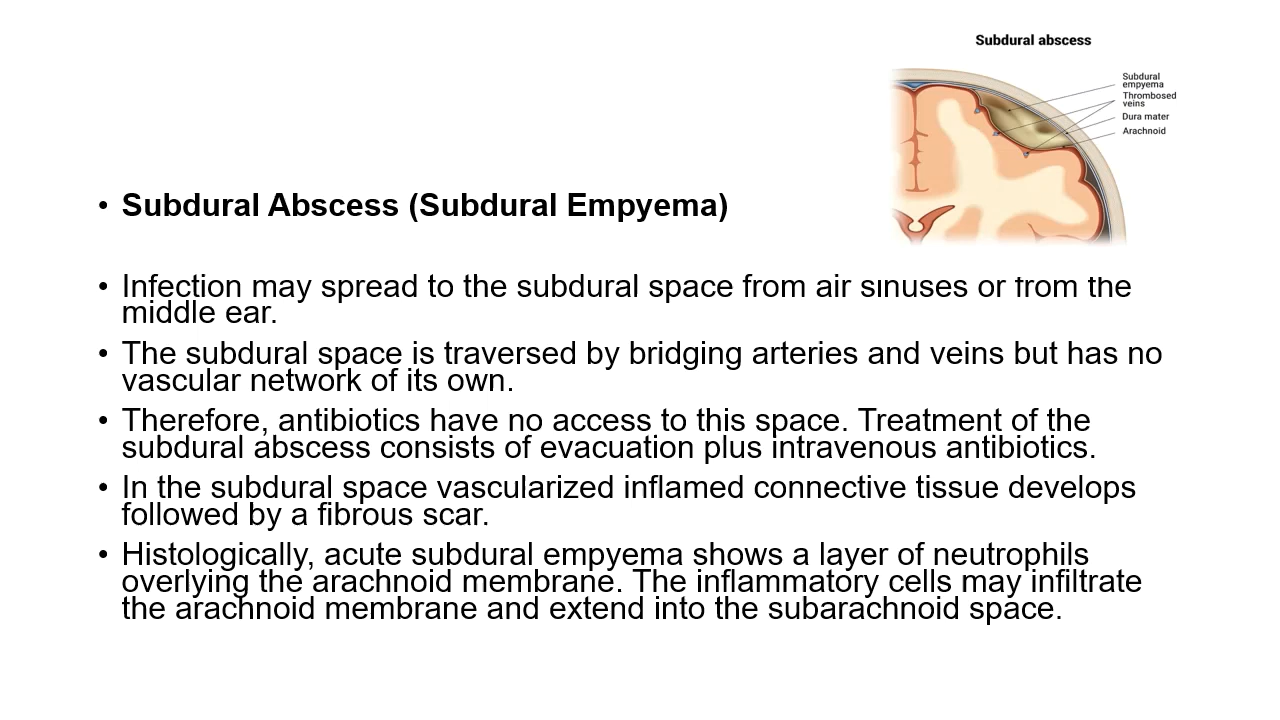 Subdural abscess
Subdural
empyema
Thrombosed
veins
Dura mater
Arachnoid
• Subdural Abscess (Subdural Empyema)
• Infection may spread to the subdural space from air sinuses or from the
middle ear.
• The subdural space is traversed by bridging arteries and veins but has no
vascular network of its own.
• Therefore, antibiotics have no access to this space. Treatment of the
subdural abscess consists of evacuation plus intravenous antibiotics.
• In the subdural space vascularized inflamed connective tissue develops
followed by a fibrous scar.
• Histologically, acute subdural empyema shows a layer of neutrophils
overlying the arachnoid membrane. The inflammatory cells may infiltrate
the arachnoid membrane and extend into the subarachnoid space.